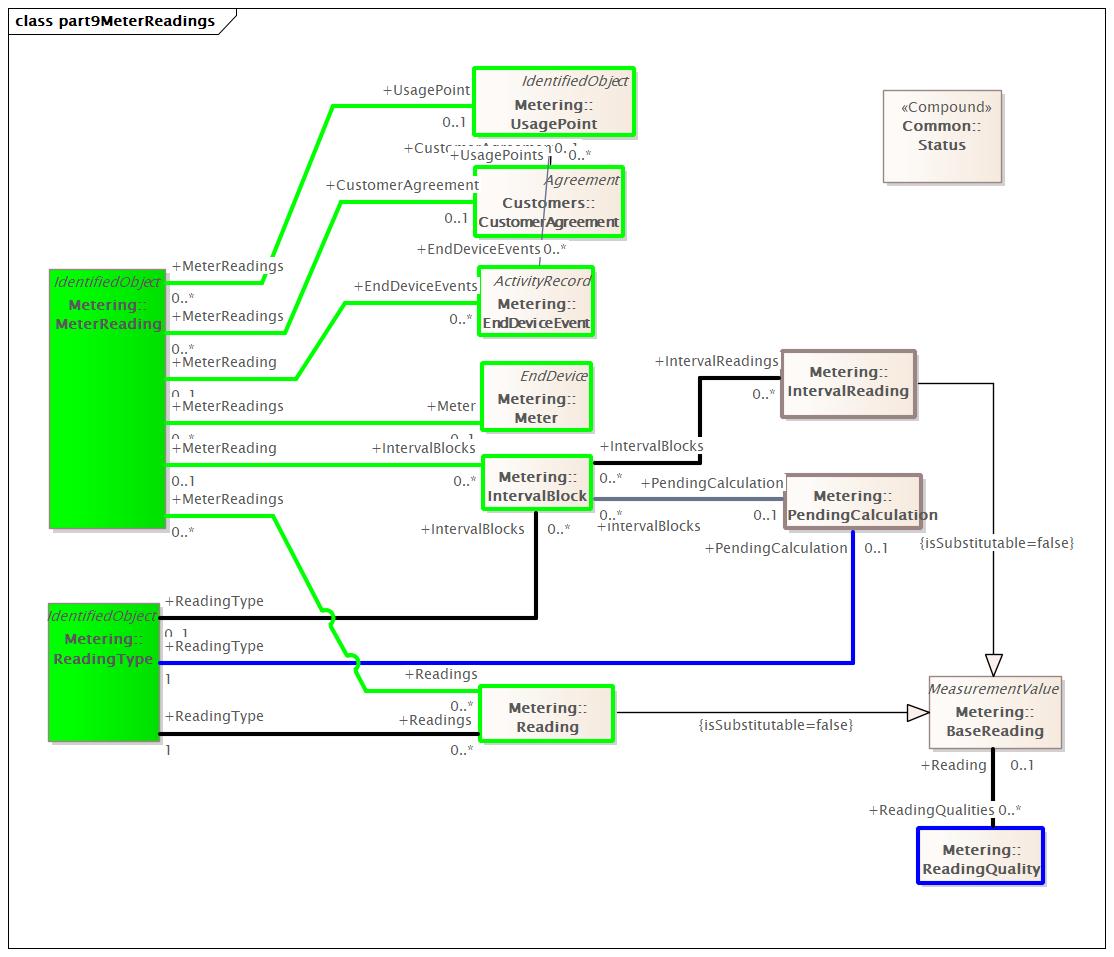 class part9MeterReadings
IdentifiedObject
Metering::
UsagePoint
+UsagePoint
0..1
«Compound»
Common::
Status
+CustomerAgreement
0..1
+UsagePoints
0..*
Agreement
Customers::
CustomerAgreement
+CustomerAgreement
0..1
+EndDeviceEvents
0..*
ActivityRecord
Metering::
EndDeviceEvent
+EndDeviceEvents
0..*
IdentifiedObject
Metering::
MeterReading
+MeterReadings
0..*
+MeterReadings
0..*
+MeterReading
0..1
+MeterReadings
0..*
+MeterReading
0..1
+MeterReadings
0..*
EndDevice
Metering::
Meter
+Meter
0..1
+IntervalBlocks
0..*
Metering::
IntervalBlock
+IntervalReadings
0..*
+IntervalBlocks
0..*
Metering::
IntervalReading
+PendingCalculation
0..1
0..*
+IntervalBlocks
Metering::
PendingCalculation
+IntervalBlocks
0..*
+PendingCalculation
0..1
{isSubstitutable=false}
IdentifiedObject
Metering::
ReadingType
+ReadingType
0..1
+ReadingType
1
+ReadingType
1
+Readings
0..*
+Readings
0..*
Metering::
Reading
{isSubstitutable=false}
MeasurementValue
Metering::
BaseReading
+Reading
0..1
+ReadingQualities
0..*
Metering::
ReadingQuality